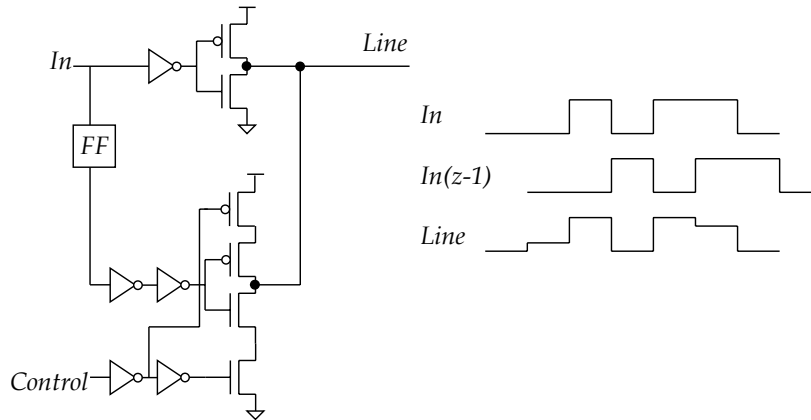 In
Line
FF
Control
In
In(z-1)
Line